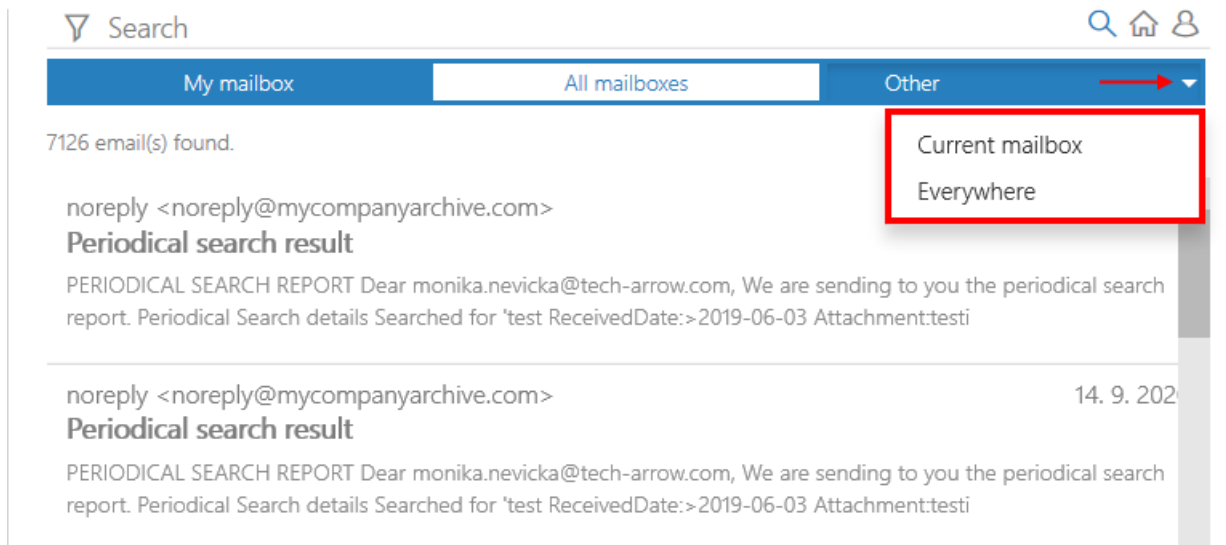 Search
My mailbox
All mailboxes
Other
7126 email(s) found.
Current mailbox
Everywhere
noreply <noreply@mycompanyarchive.com>
Periodical search result
PERIODICAL SEARCH REPORT Dear monika.nevicka@tech-arrow.com, We are sending to you the periodical search
report. Periodical Search details Searched for 'test ReceivedDate:>2019-06-03 Attachment:testi
noreply <noreply@mycompanyarchive.com>
14. 9. 202
Periodical search result
PERIODICAL SEARCH REPORT Dear monika.nevicka@tech-arrow.com, We are sending to you the periodical search
report. Periodical Search details Searched for 'test ReceivedDate:>2019-06-03 Attachment:testi